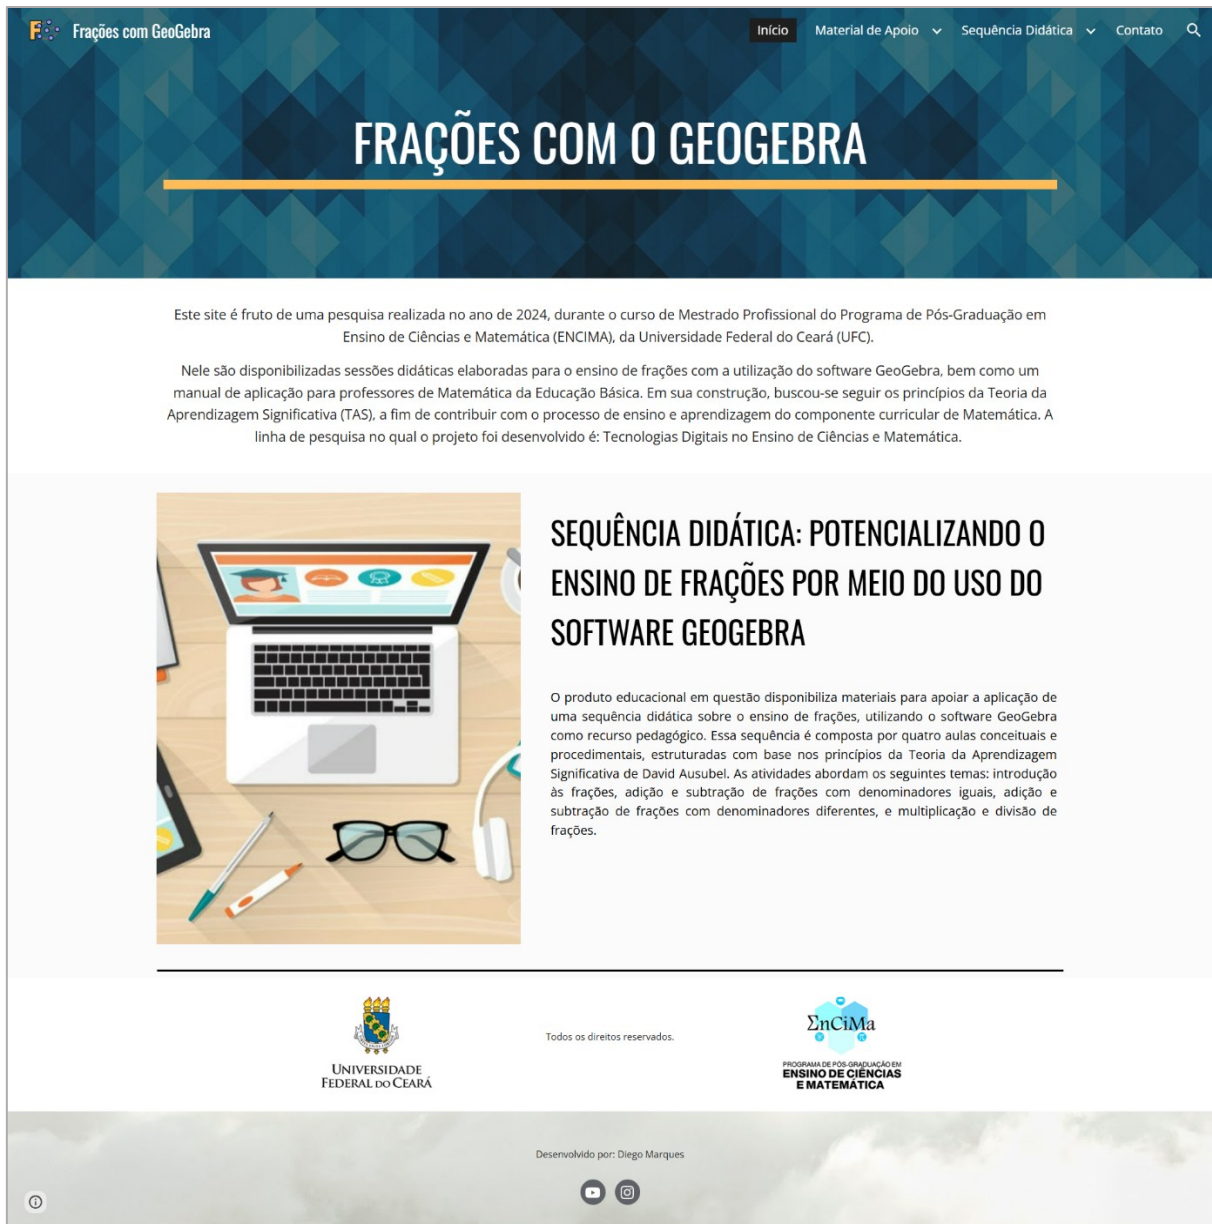 Frações com GeoGebra
Início Material de Apoio Sequência Didática Contato
FRAÇÕES COM O GEOGEBRA
Este site é fruto de uma pesquisa realizada no ano de 2024, durante o curso de Mestrado Profissional do Programa de Pós-Graduação em
Ensino de Ciências e Matemática (ENCIMA), da Universidade Federal do Ceará (UFC).
Nele são disponibilizadas sessões didáticas elaboradas para o ensino de frações com a utilização do software GeoGebra, bem como um
manual de aplicação para professores de Matemática da Educação Básica. Em sua construção, buscou-se seguir os princípios da Teoria da
Aprendizagem Significativa (TAS), a fim de contribuir com o processo de ensino e aprendizagem do componente curricular de Matemática. A
linha de pesquisa no qual o projeto foi desenvolvido é: Tecnologias Digitais no Ensino de Ciências e Matemática.
SEQUÊNCIA DIDÁTICA: POTENCIALIZANDO O
ENSINO DE FRAÇÕES POR MEIO DO USO DO
SOFTWARE GEOGEBRA
O produto educacional em questão disponibiliza materiais para apoiar a aplicação de
uma sequência didática sobre o ensino de frações, utilizando o software GeoGebra
como recurso pedagógico. Essa sequência é composta por quatro aulas conceituais e
procedimentais, estruturadas com base nos princípios da Teoria da Aprendizagem
Significativa de David Ausubel. As atividades abordam os seguintes temas: introdução
às frações, adição e subtração de frações com denominadores iguais, adição e
subtração de frações com denominadores diferentes, e multiplicação e divisão de
frações.
UNIVERSIDADE
FEDERAL DO CEARÁ
Todos os direitos reservados.
ΣnCiMa
PROGRAMA DE PÓS-GRADUAÇÃO EM
ENSINO DE CIÊNCIAS
E MATEMÁTICA
Desenvolvido por: Diego Marques